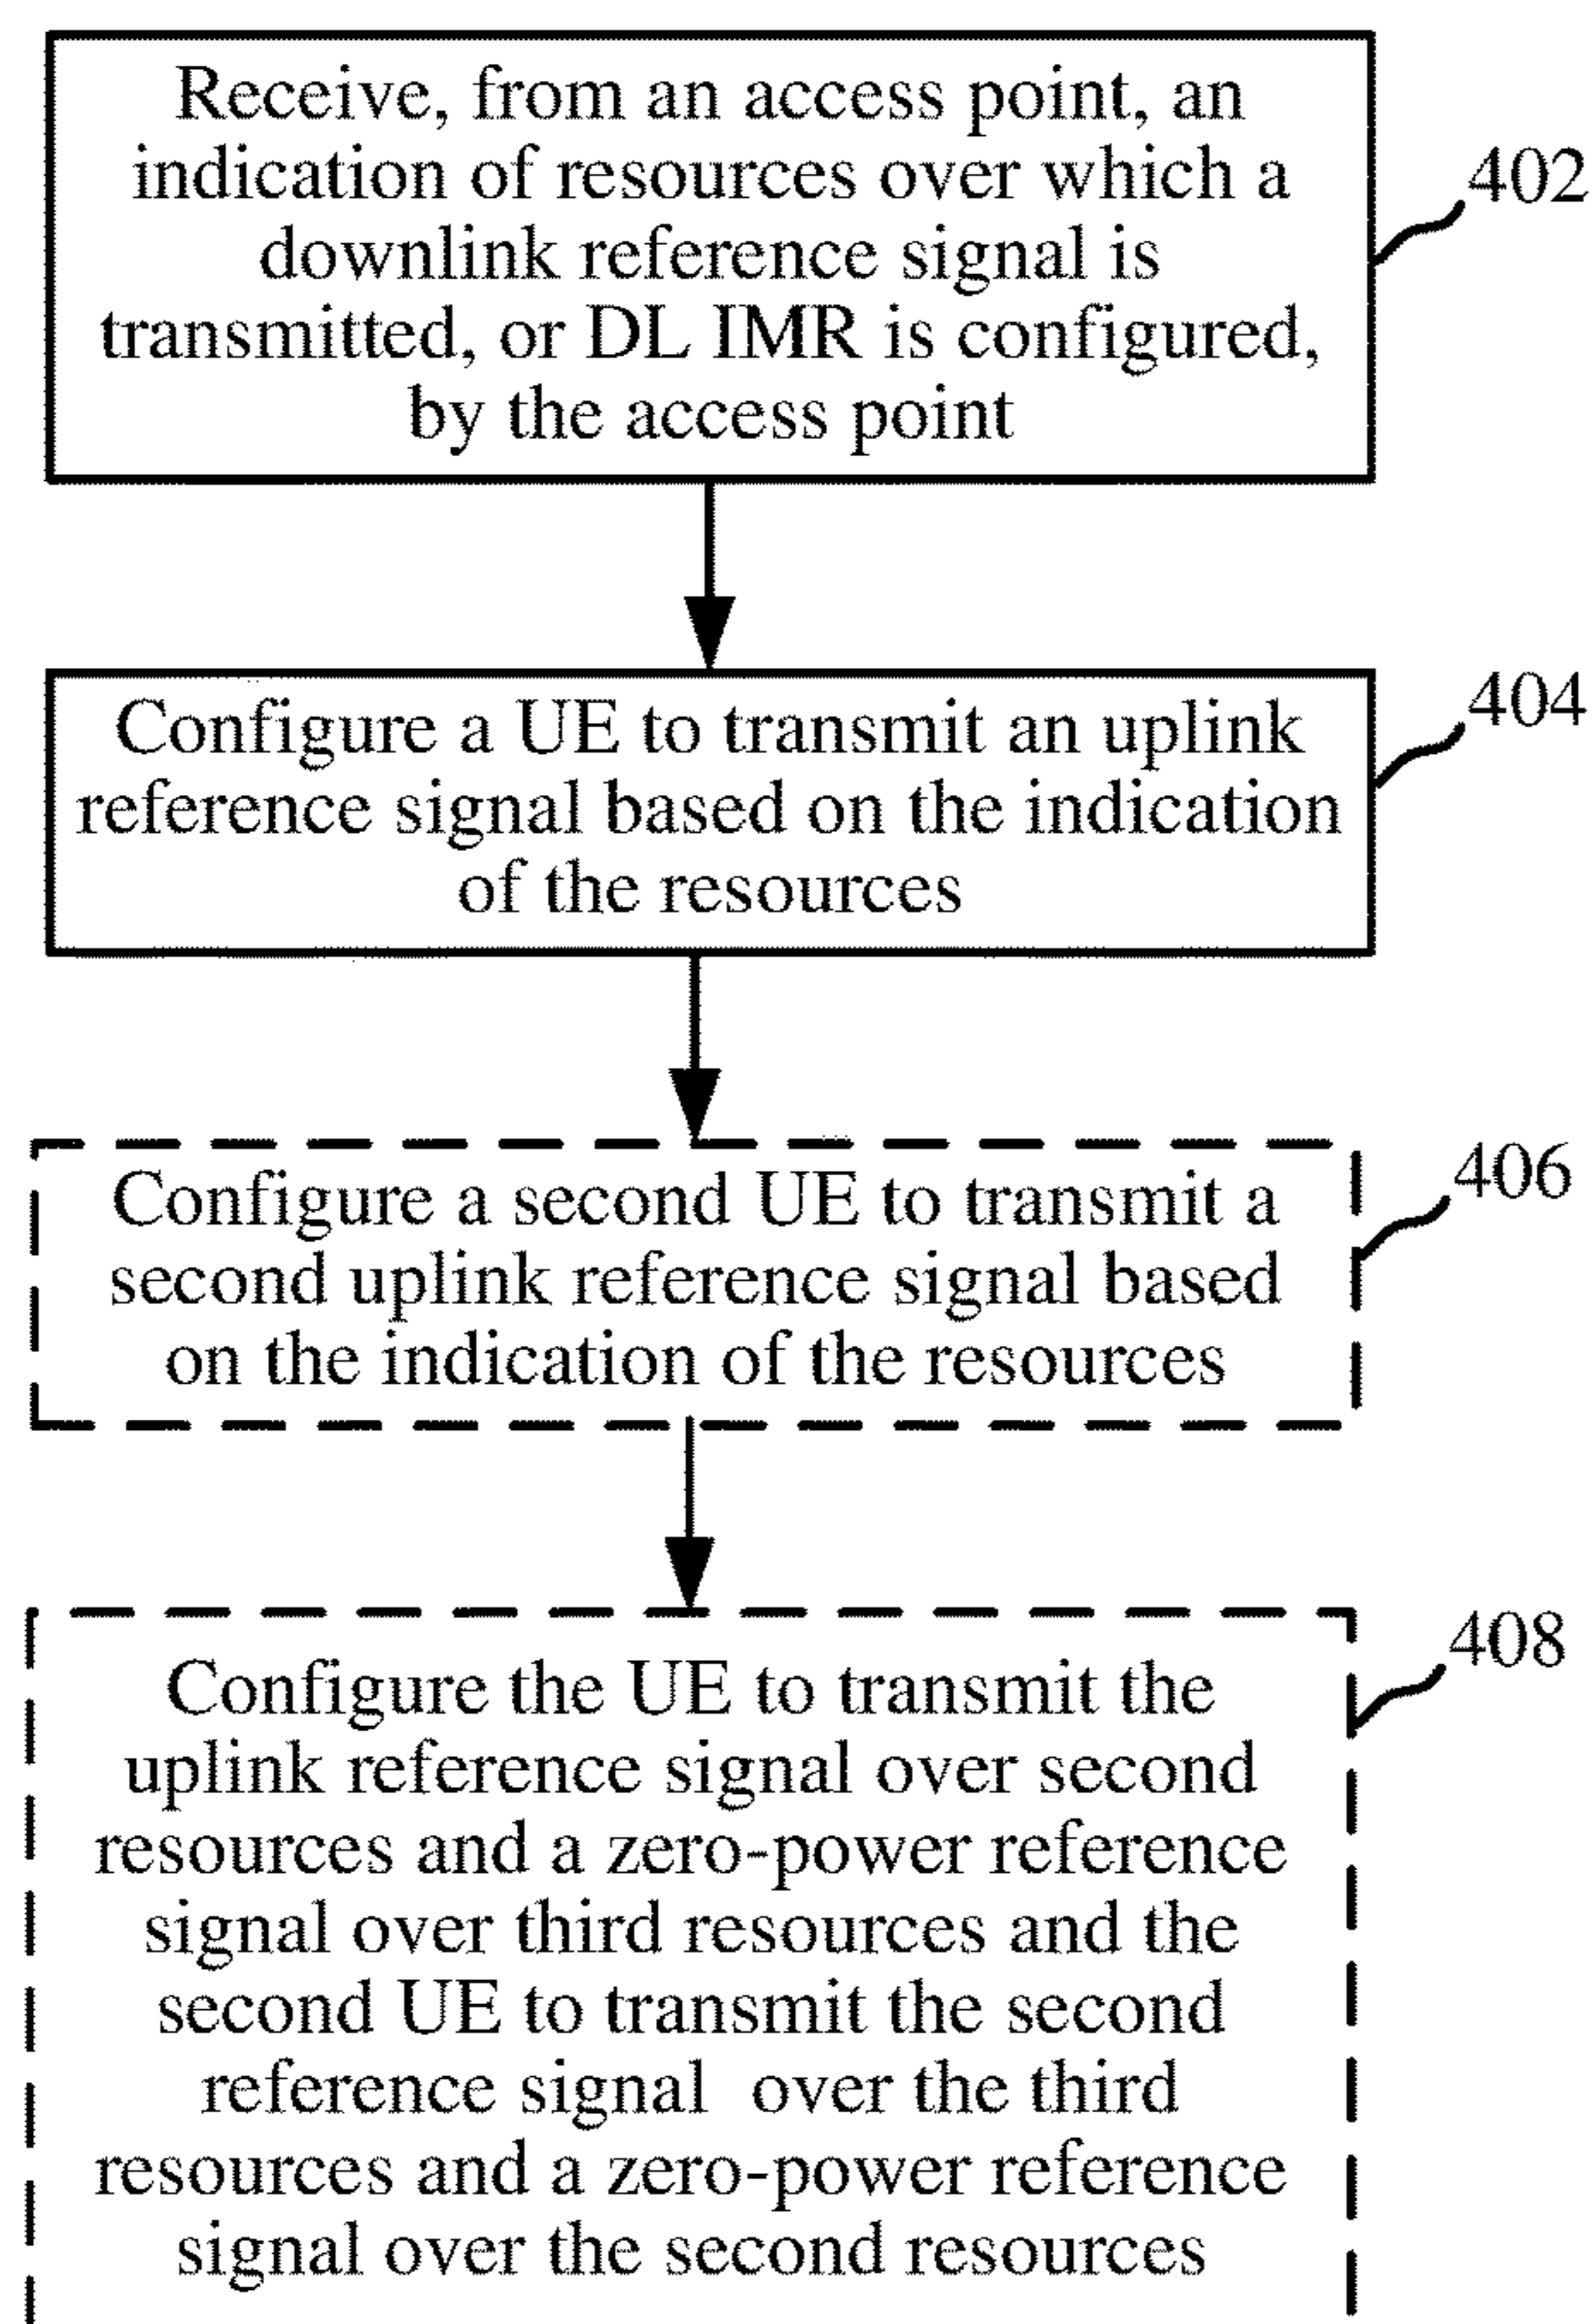 Receive, from an access point, an
indication of resources over which a
downlink reference signal is
transmitted, or DL IMR is configured,
by the access point
402
Configure a UE to transmit an uplink
reference signal based on the indication
of the resources
404
Configure a second UE to transmit a
second uplink reference signal based
on the indication of the resources
406
Configure the UE to transmit the
uplink reference signal over second
resources and a zero-power reference
signal over third resources and the
second UE to transmit the second
reference signal over the third
resources and a zero-power reference
signal over the second resources
408